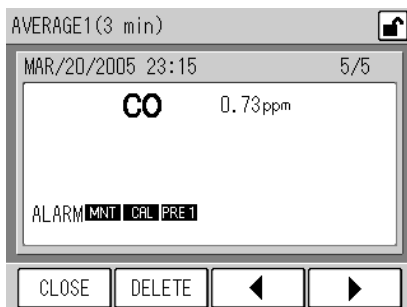 AVERAGE1(3 min)
MAR/20/2005 23:15 5/5
CO 0.73ppm
ALARM MNT CAL PRE1
CLOSE DELETE